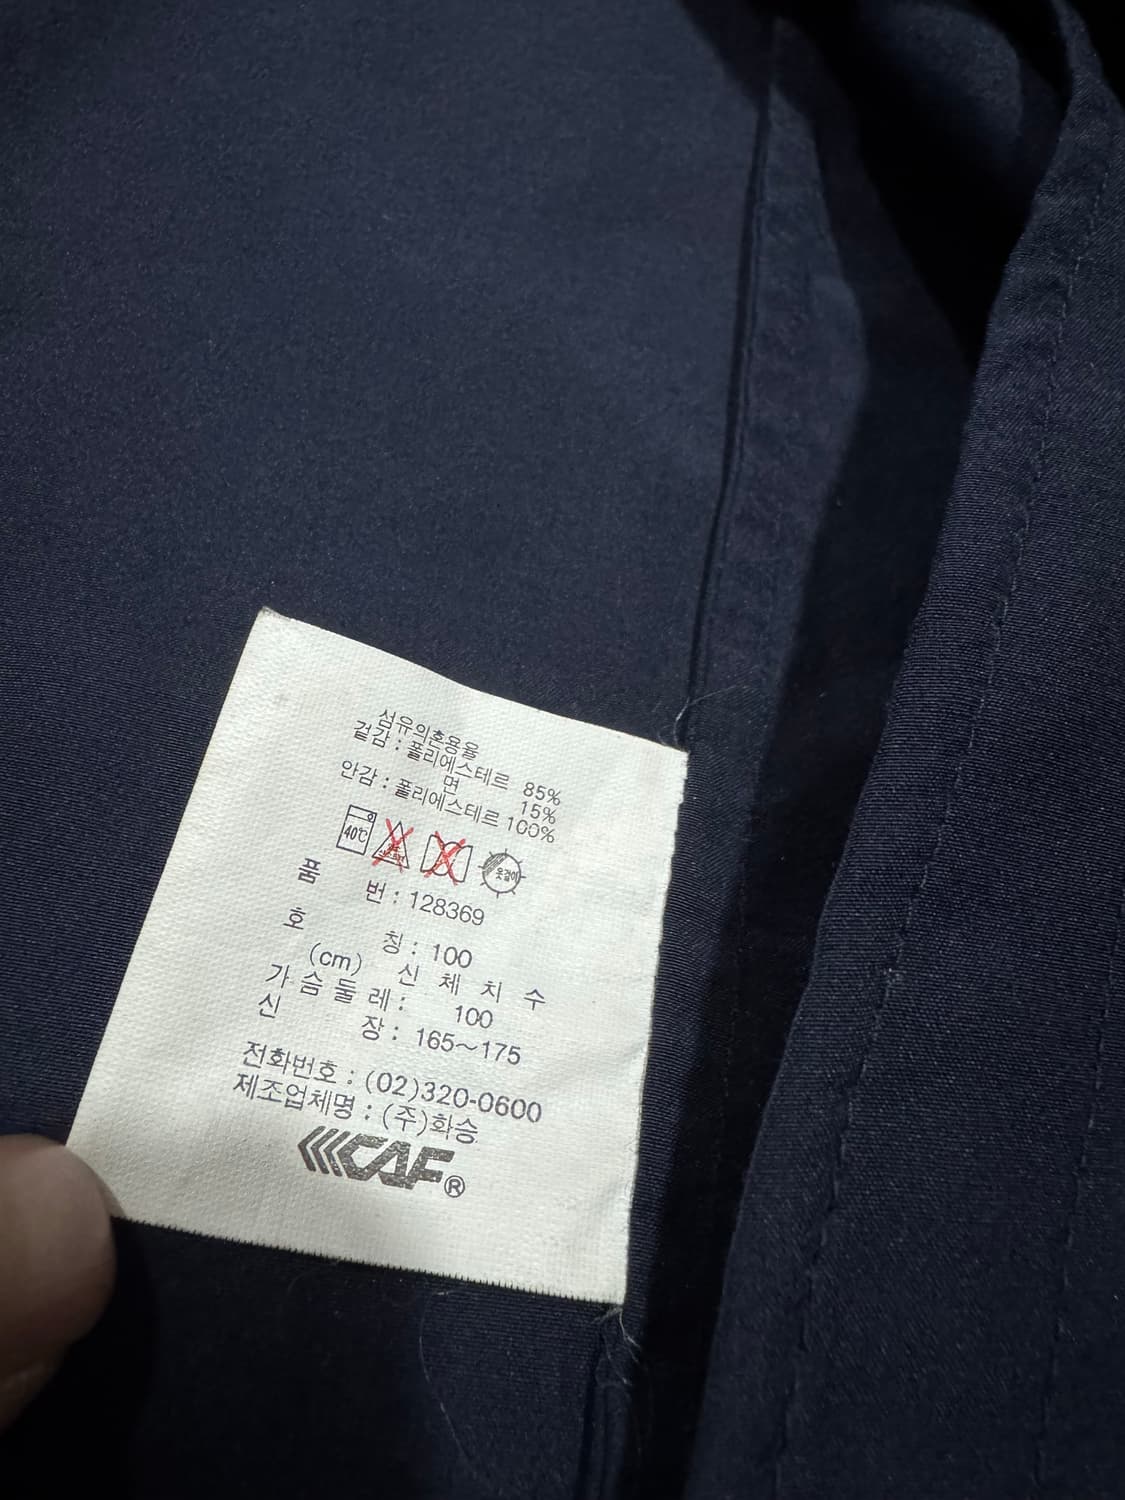 섬유의혼용율
겉감 : 폴리에스테르 85%
면 15%
안감 : 폴리에스테르 100%
40℃ 옷걸이
품 번 : 128369
호 칭 : 100
(cm) 신 체 치 수
가 슴 둘 레 : 100
신 장 : 165~175
전화번호 : (02)320-0600
제조업체명 : (주)화승
CAF®